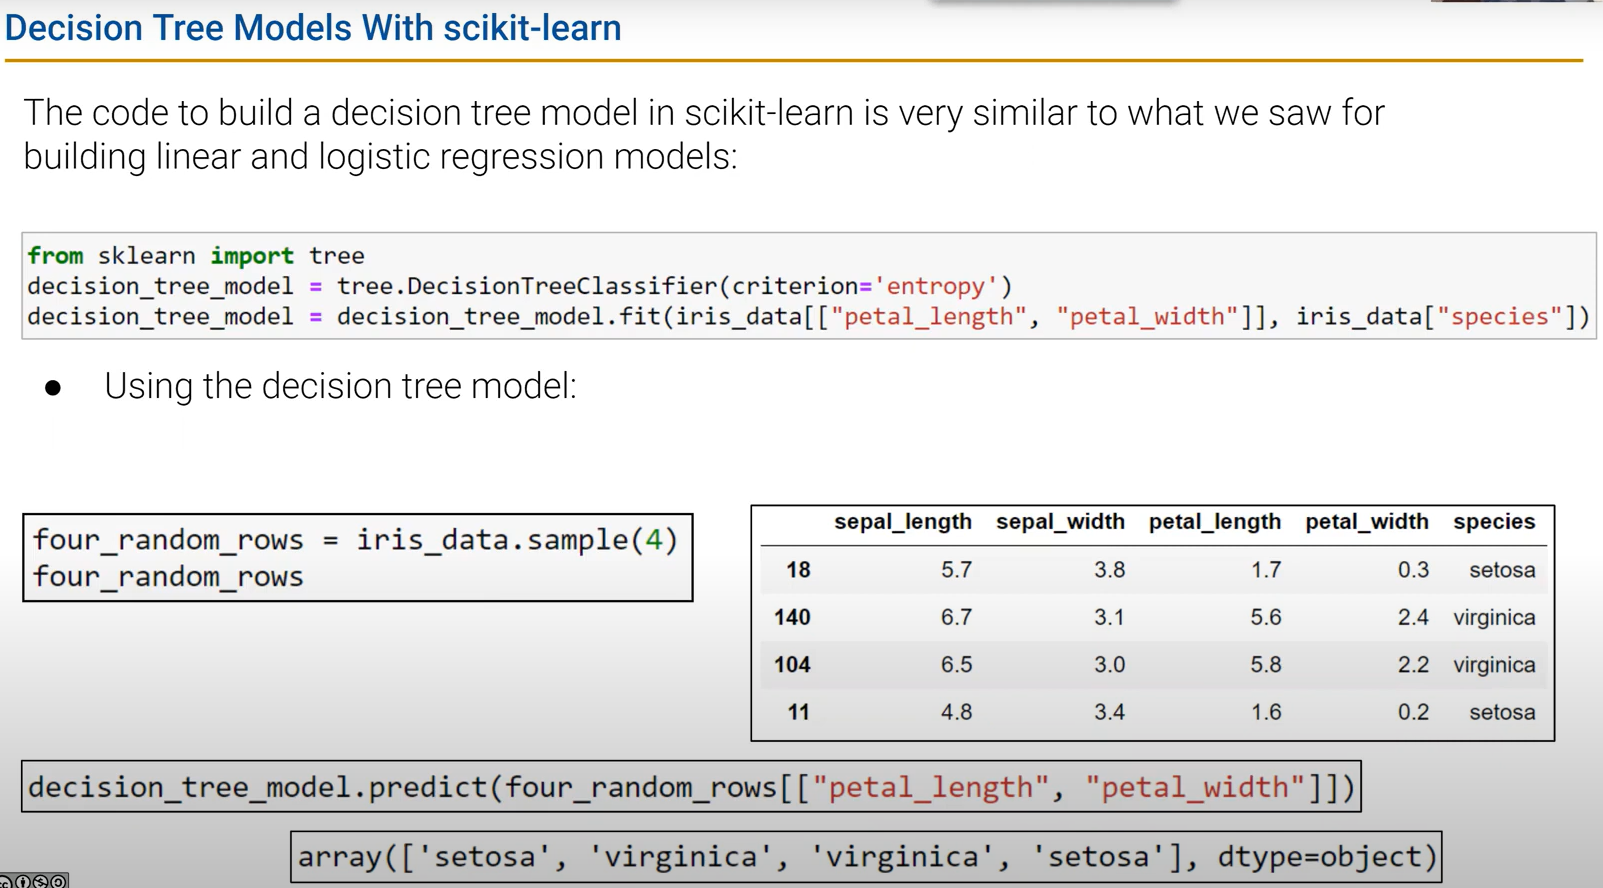 Decision Tree Models With scikit-learn
The code to build a decision tree model in scikit-learn is very similar to what we saw for
building linear and logistic regression models:
from sklearn import tree
decision_tree_model = tree.DecisionTreeClassifier(criterion='entropy')
decision_tree_model = decision_tree_model.fit(iris_data[["petal_length", "petal_width"]], iris_data["species"])
● Using the decision tree model:
four_random_rows = iris_data.sample(4)
four_random_rows
sepal_length sepal_width petal_length petal_width species
18 5.7 3.8 1.7 0.3 setosa
140 6.7 3.1 5.6 2.4 virginica
104 6.5 3.0 5.8 2.2 virginica
11 4.8 3.4 1.6 0.2 setosa
decision_tree_model.predict(four_random_rows[["petal_length", "petal_width"]])
array(['setosa', 'virginica', 'virginica', 'setosa'], dtype=object)